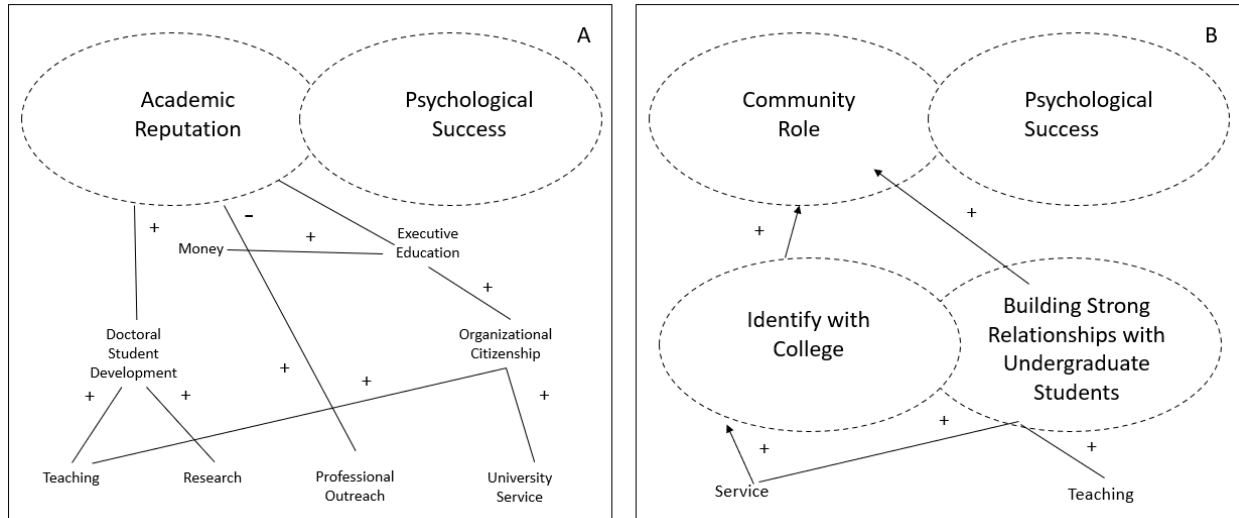 A
Academic
Reputation
Psychological
Success
+
-
Money
+
Executive
Education
+
Doctoral
Student
Development
Organizational
Citizenship
+
+
+
+
+
Teaching
Research
Professional
Outreach
University
Service
B
Community
Role
Psychological
Success
+
+
Identify with
College
Building Strong
Relationships with
Undergraduate
Students
+
+
+
Service
Teaching